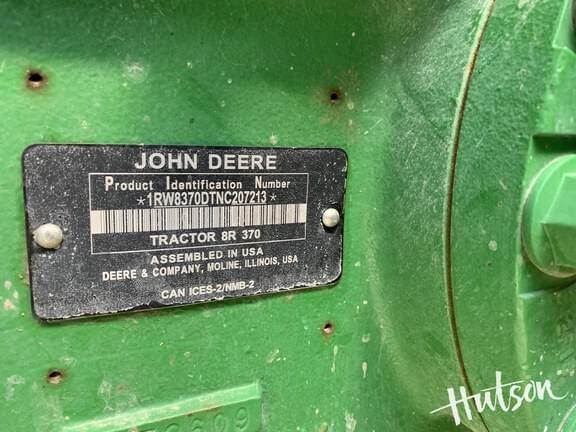 JOHN DEERE
Product Identification Number
*1RW8370DTNC207213*
TRACTOR 8R 370
ASSEMBLED IN USA
DEERE & COMPANY, MOLINE, ILLINOIS, USA
CAN ICES-2/NMB-2
Hutson